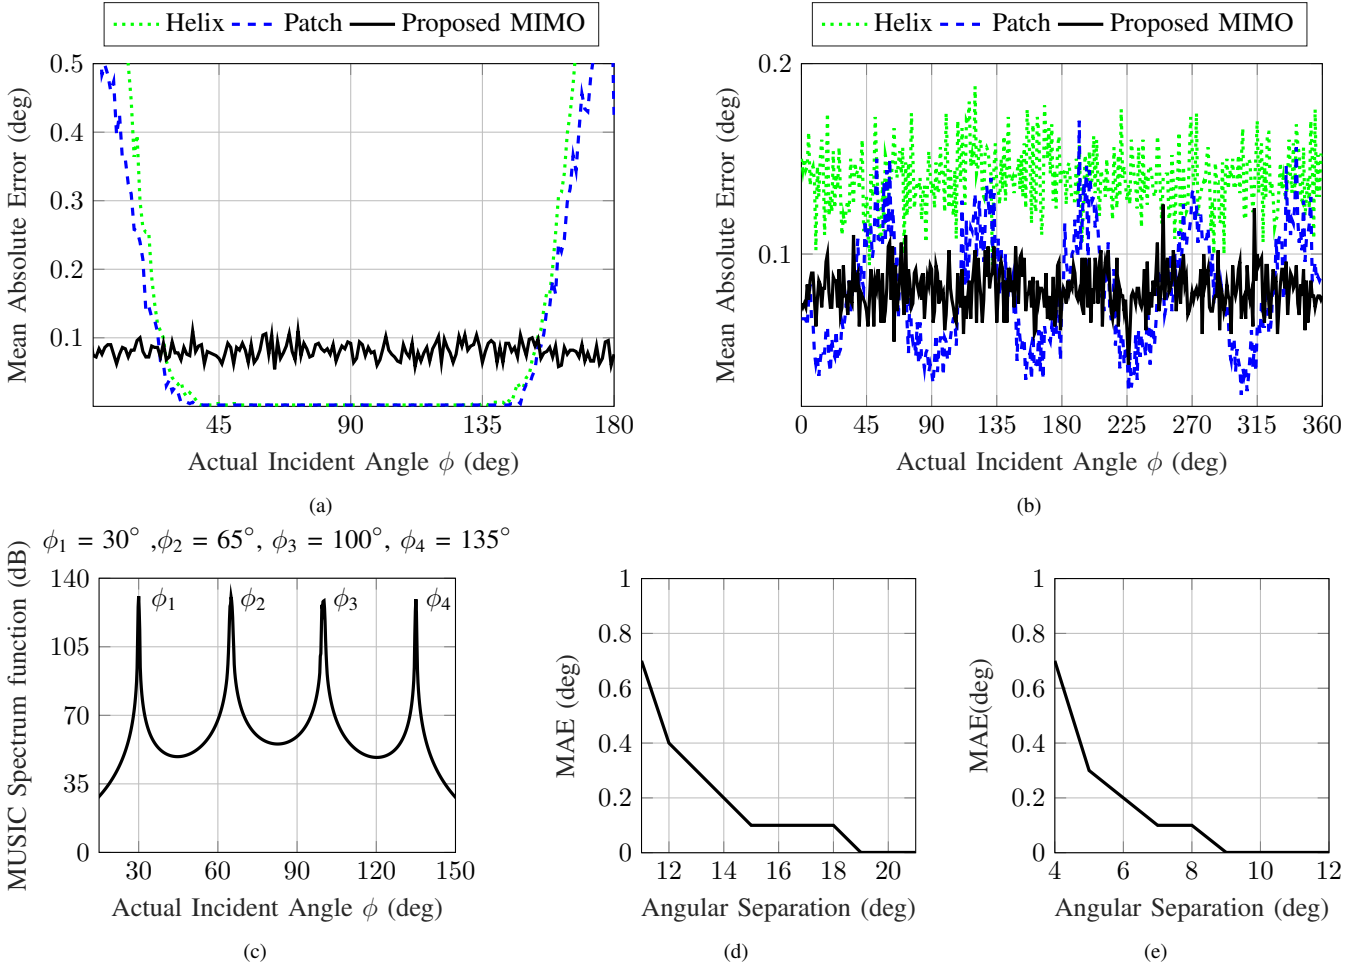 Helix Patch Proposed MIMO
0.5
0.4
0.3
0.2
0.1
Mean Absolute Error (deg)
45 90 135 180
Actual Incident Angle ϕ (deg)
(a)
Helix Patch Proposed MIMO
0.2
0.1
Mean Absolute Error (deg)
0 45 90 135 180 225 270 315 360
Actual Incident Angle ϕ (deg)
(b)
ϕ₁ = 30° ,ϕ₂ = 65°, ϕ₃ = 100°, ϕ₄ = 135°
140
105
70
35
0
MUSIC Spectrum function (dB)
ϕ₁ ϕ₂ ϕ₃ ϕ₄
30 60 90 120 150
Actual Incident Angle ϕ (deg)
(c)
1
0.8
0.6
0.4
0.2
0
MAE (deg)
12 14 16 18 20
Angular Separation (deg)
(d)
1
0.8
0.6
0.4
0.2
0
MAE(deg)
4 6 8 10 12
Angular Separation (deg)
(e)